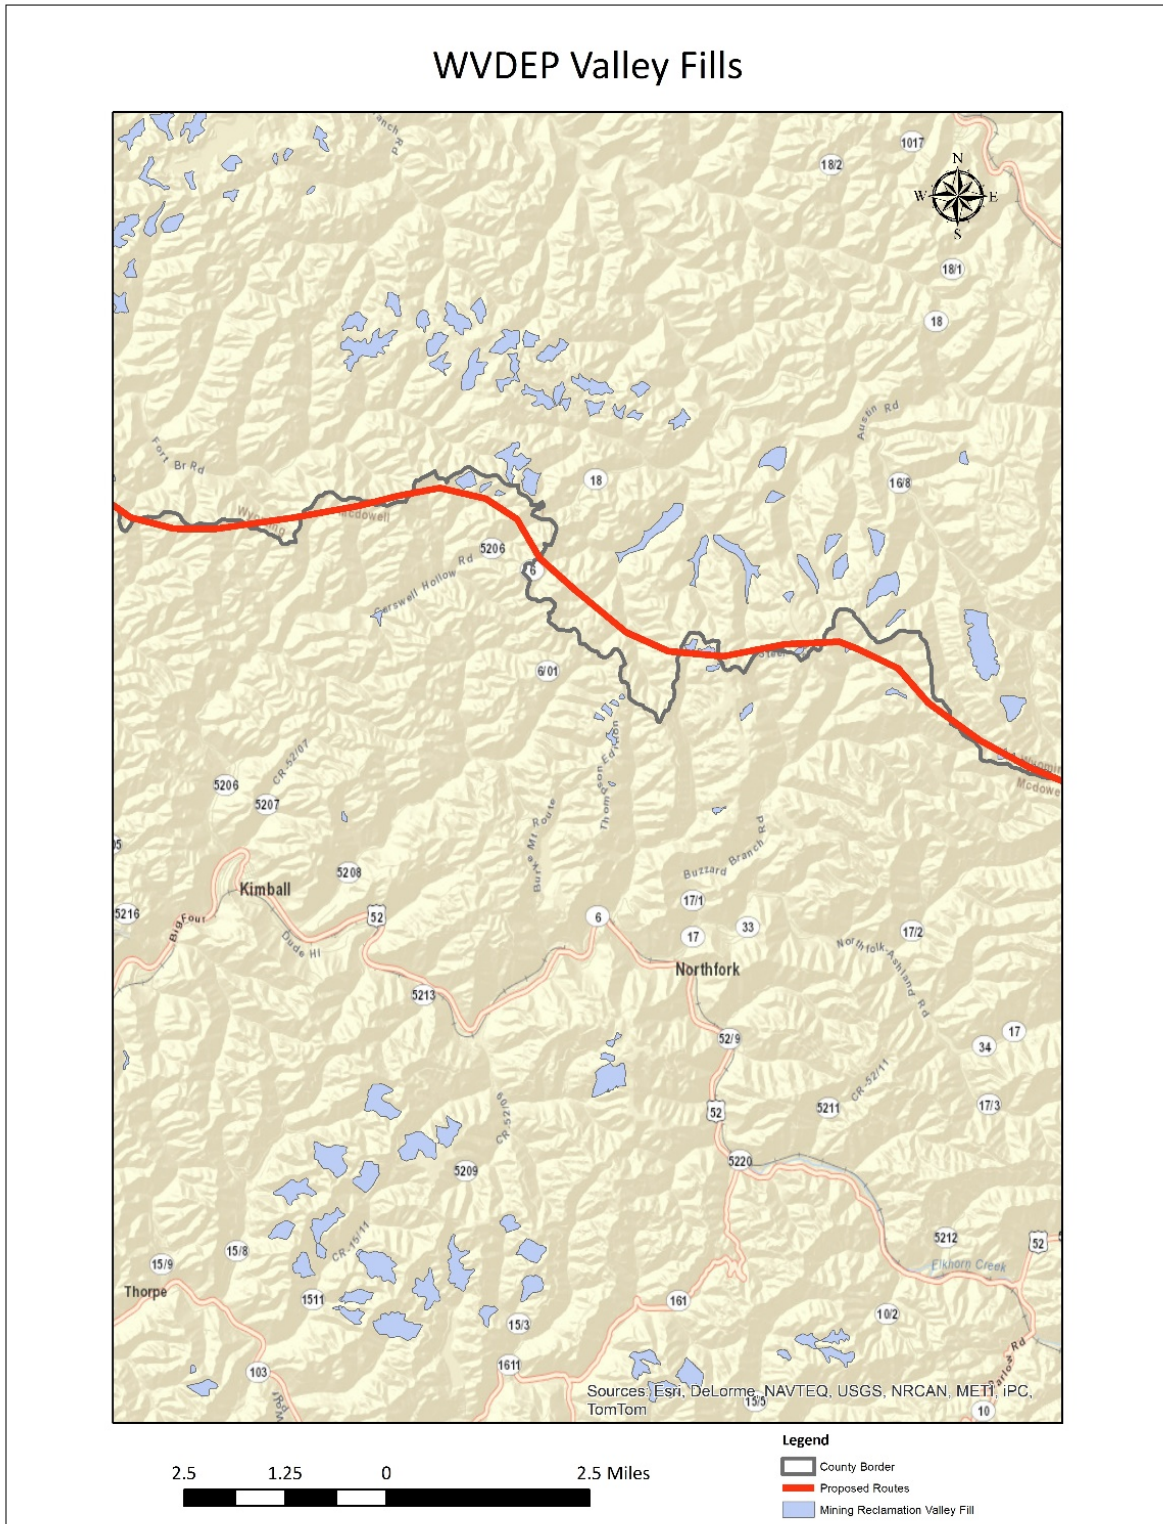 WVDEP Valley Fills
1017
18/2
N
W
E
S
18/1
18
Austin Rd
Fort Br Rd
18
16/8
Wyoming
5206
6
Carswell Hollow Rd
6/01
Thompson
CR-52/07
5206
5207
Burke Mt Route
Wyoming
Mcdowell
5208
Buzzard Branch Rd
Kimball
17/1
5216
52
6
Big Four
17
33
17/2
Dude Hl
Northfolk-Ashland Rd
Northfork
5213
52/9
17
34
CR-52/11
CR-52/09
52
5211
17/3
5220
5209
CR-15/11
15/8
5212
52
15/9
Elkhorn Creek
Thorpe
1511
161
10/2
15/3
103
1611
15/5
10
Sources: Esri, DeLorme, NAVTEQ, USGS, NRCAN, METI, iPC,
TomTom
2.5 1.25 0 2.5 Miles
Legend
County Border
Proposed Routes
Mining Reclamation Valley Fill